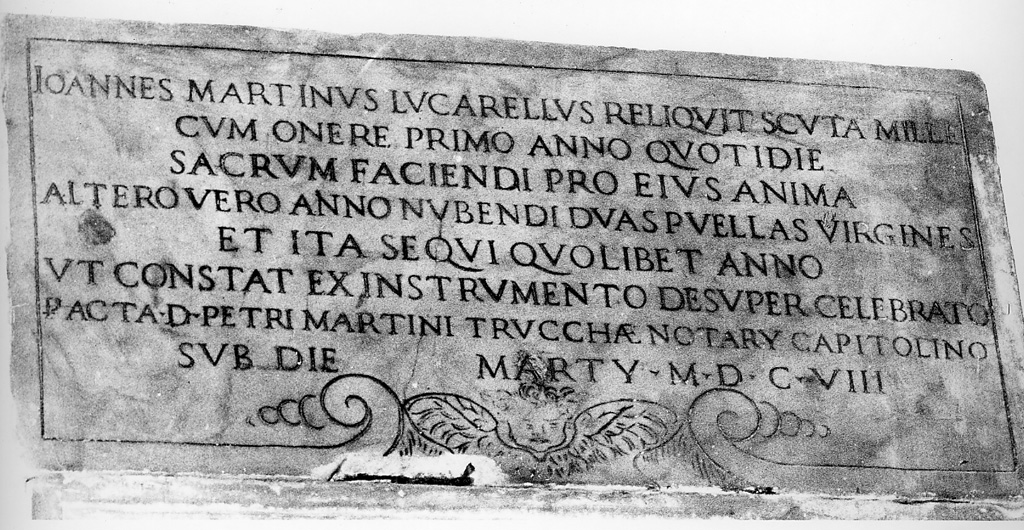 IOANNES MARTINVS LVCARELLVS RELIQVIT SCVTA MILLE
CVM ONERE PRIMO ANNO QVOTIDIE
SACRVM FACIENDI PRO EIVS ANIMA
ALTERO VERO ANNO NVBENDI DVAS PVELLAS VIRGINES
ET ITA SEQVI QVOLIBET ANNO
VT CONSTAT EX INSTRVMENTO DESVPER CELEBRATO
P ACTA·D·PETRI MARTINI TRVCCHÆ NOTARY CAPITOLINO
SVB DIE MARTY·M·D·C·VIII